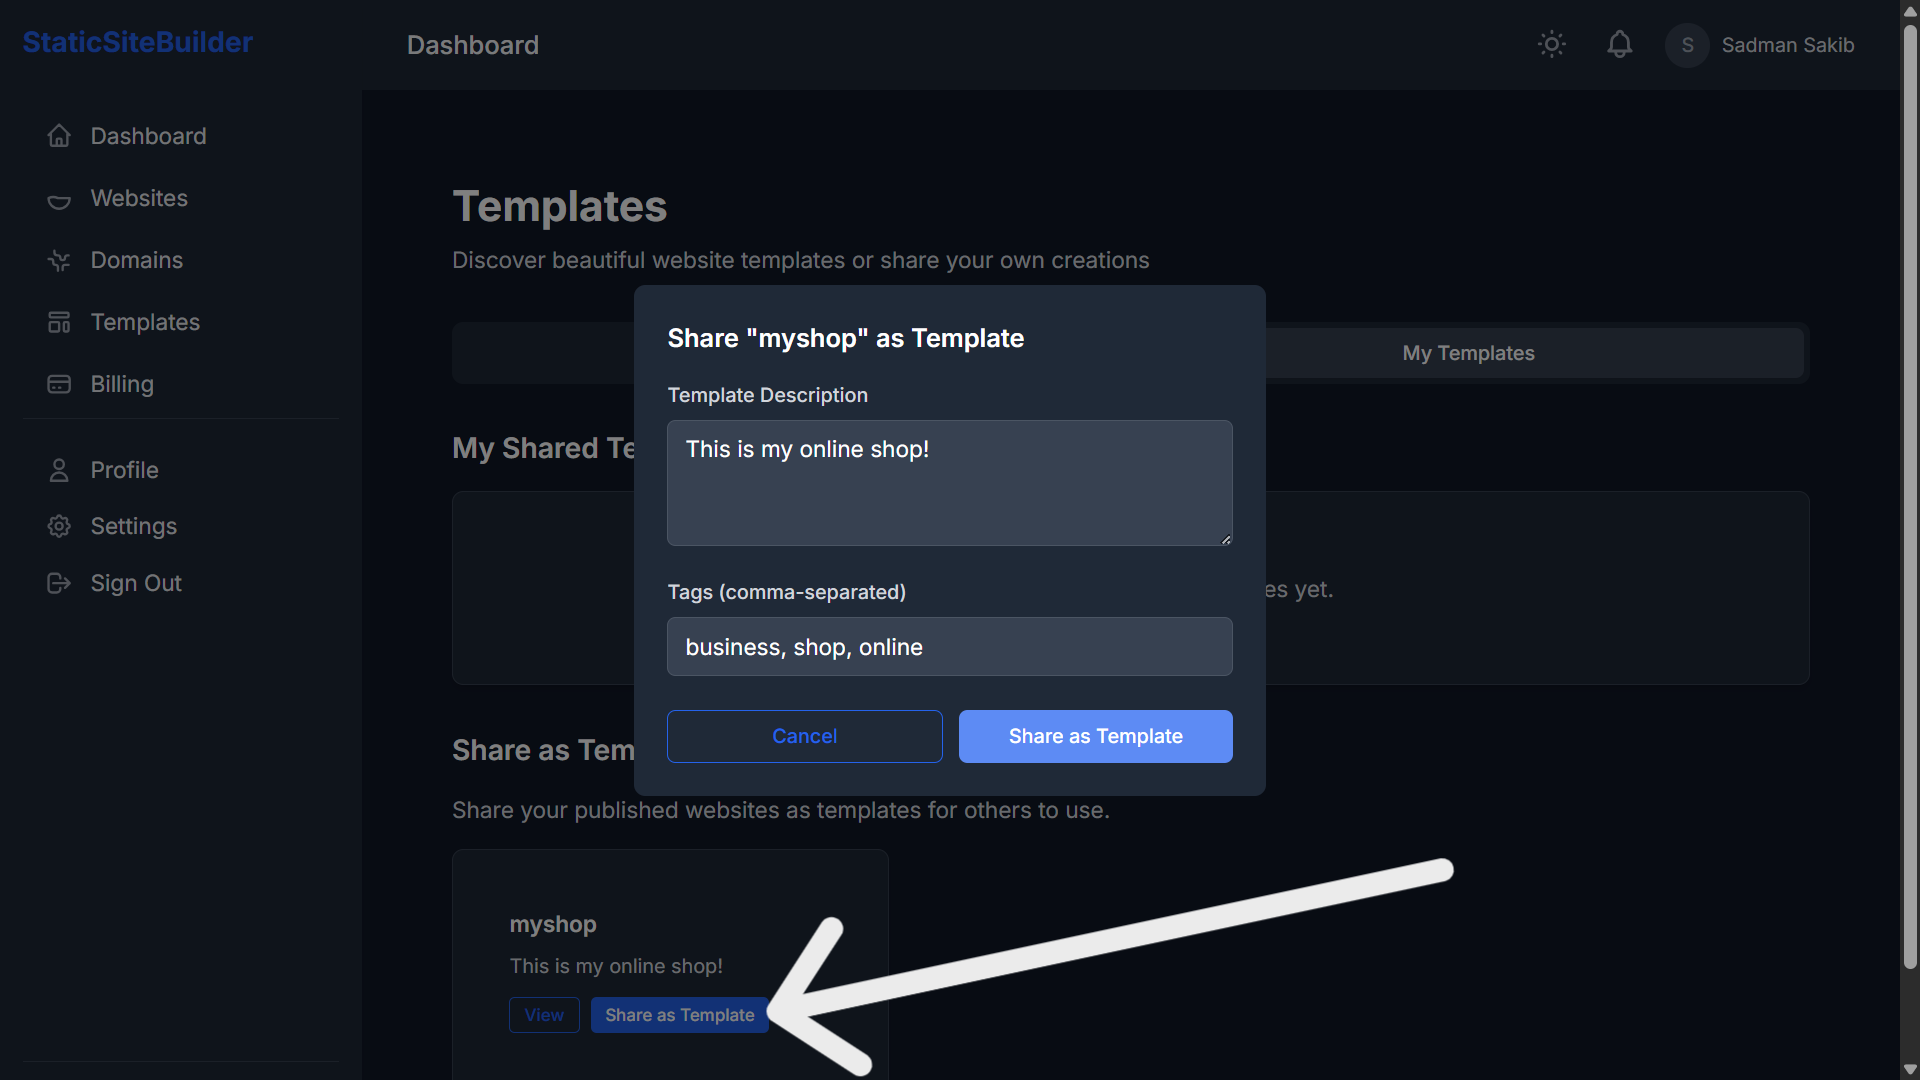 StaticSiteBuilder
Dashboard
S
Sadman Sakib
Dashboard
Websites
Domains
Templates
Billing
Profile
Settings
Sign Out
Templates
Discover beautiful website templates or share your own creations
My Templates
My Shared Te
es yet.
Share "myshop" as Template
Template Description
This is my online shop!
Tags (comma-separated)
business, shop, online
Cancel
Share as Template
Share as Tem
Share your published websites as templates for others to use.
myshop
This is my online shop!
View
Share as Template